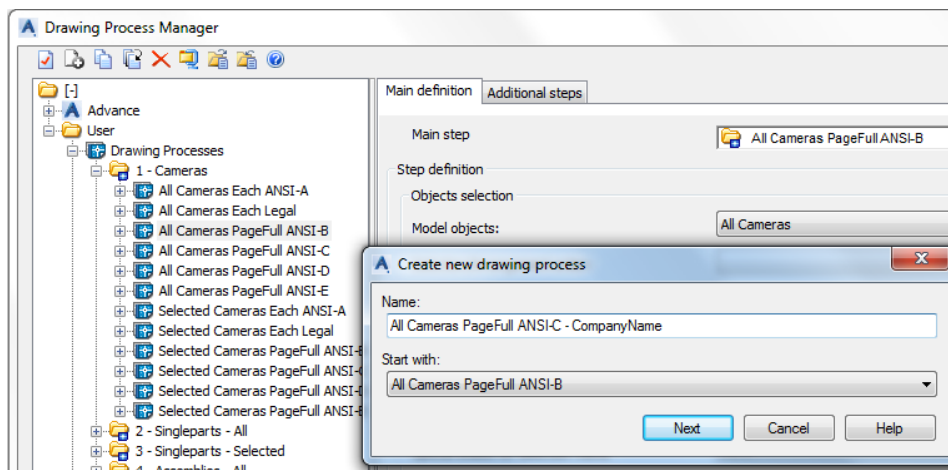 Drawing Process Manager
[-]
Advance
User
Drawing Processes
1 - Cameras
All Cameras Each ANSI-A
All Cameras Each Legal
All Cameras PageFull ANSI-B
All Cameras PageFull ANSI-C
All Cameras PageFull ANSI-D
All Cameras PageFull ANSI-E
Selected Cameras Each ANSI-A
Selected Cameras Each Legal
Selected Cameras PageFull
Selected Cameras PageFull
Selected Cameras PageFull
Selected Cameras PageFull
2 - Singleparts - All
3 - Singleparts - Selected
Main definition
Additional steps
Main step
All Cameras PageFull ANSI-B
Step definition
Objects selection
Model objects:
All Cameras
Create new drawing process
Name:
All Cameras PageFull ANSI-C - CompanyName
Start with:
All Cameras PageFull ANSI-B
Next
Cancel
Help